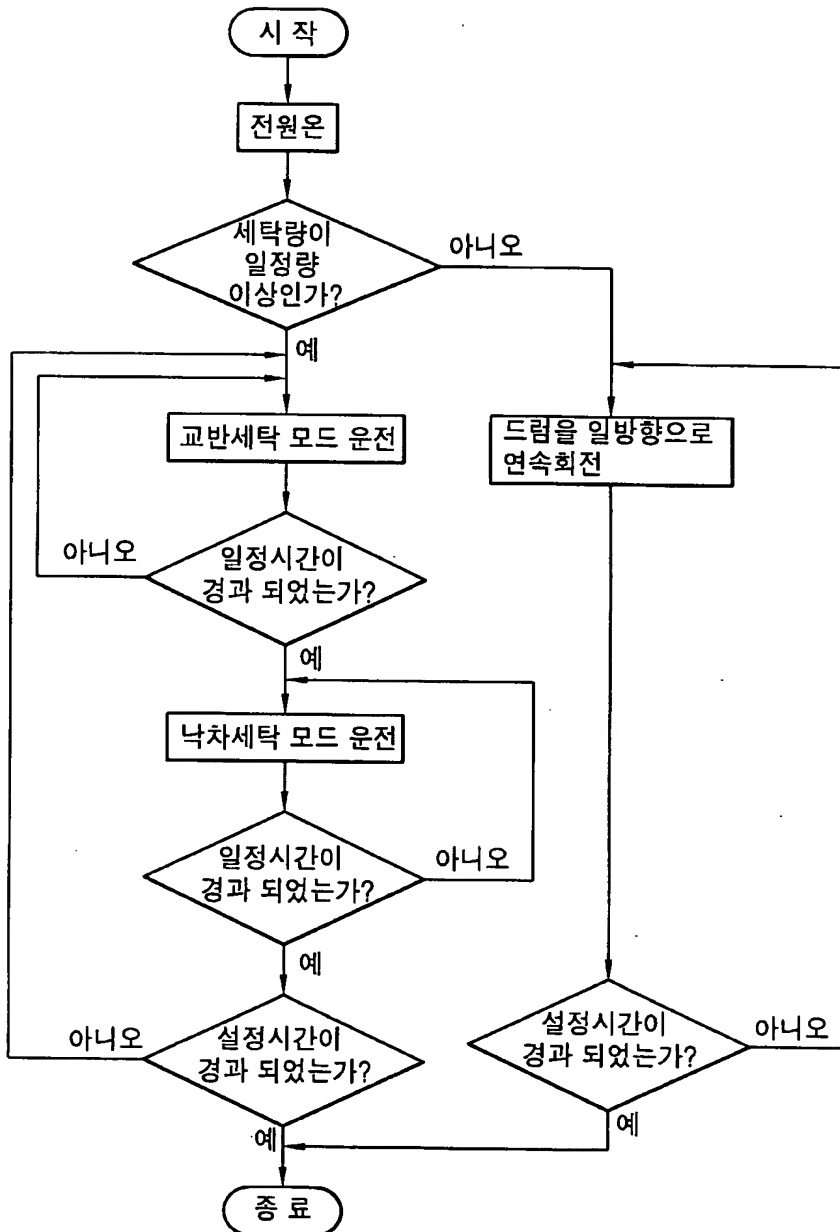 시 작
전원온
세탁량이
일정량
이상인가?
아니오
예
교반세탁 모드 운전
드럼을 일방향으로
연속회전
아니오
일정시간이
경과 되었는가?
예
낙차세탁 모드 운전
일정시간이
경과 되었는가?
아니오
예
아니오
설정시간이
경과 되었는가?
설정시간이
경과 되었는가?
아니오
예
예
종 료